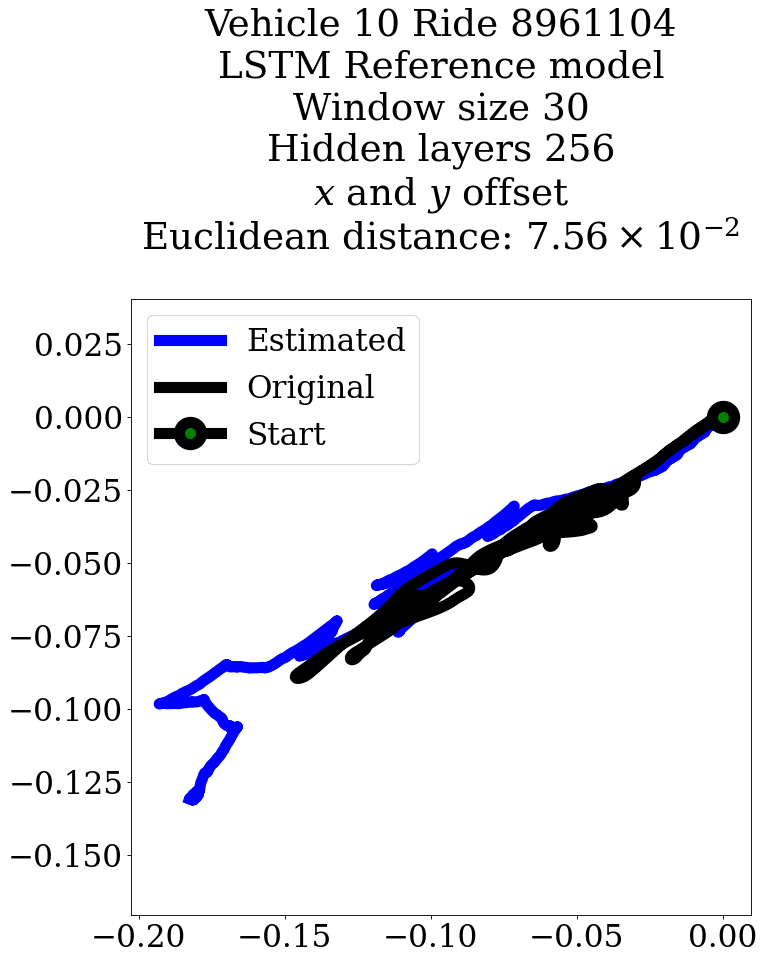 Vehicle 10 Ride 8961104
LSTM Reference model
Window size 30
Hidden layers 256
x and y offset
Euclidean distance: 7.56 × 10⁻²
Estimated
Original
Start
0.025
0.000
−0.025
−0.050
−0.075
−0.100
−0.125
−0.150
−0.20 −0.15 −0.10 −0.05 0.00